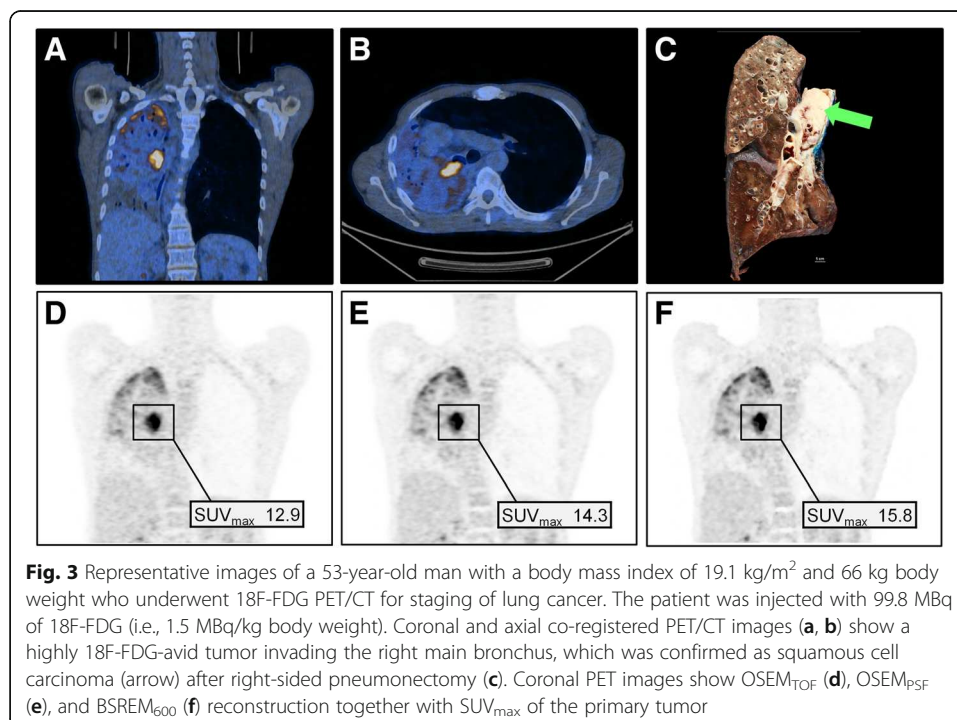 A
B
C
5 cm
D
E
F
SUVmax 12.9
SUVmax 14.3
SUVmax 15.8
Fig. 3 Representative images of a 53-year-old man with a body mass index of 19.1 kg/m2 and 66 kg body
weight who underwent 18F-FDG PET/CT for staging of lung cancer. The patient was injected with 99.8 MBq
of 18F-FDG (i.e., 1.5 MBq/kg body weight). Coronal and axial co-registered PET/CT images (a, b) show a
highly 18F-FDG-avid tumor invading the right main bronchus, which was confirmed as squamous cell
carcinoma (arrow) after right-sided pneumonectomy (c). Coronal PET images show OSEMTOF (d), OSEMPSF
(e), and BSREM600 (f) reconstruction together with SUVmax of the primary tumor